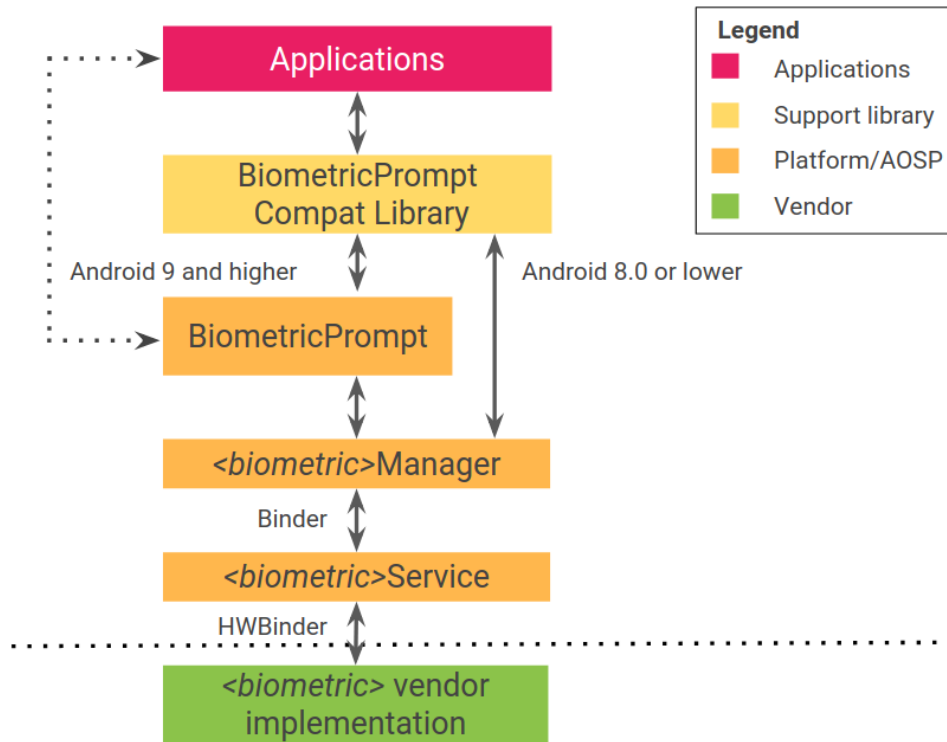 Applications
BiometricPrompt
Compat Library
Android 9 and higher
Android 8.0 or lower
BiometricPrompt
<biometric>Manager
Binder
<biometric>Service
HWBinder
<biometric> vendor
implementation
Legend
Applications
Support library
Platform/AOSP
Vendor